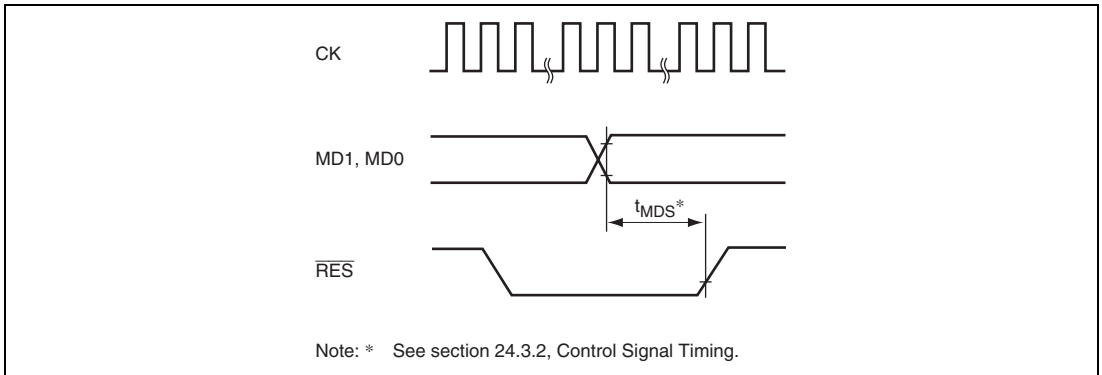 CK
MD1, MD0
tMDS*
RES
Note: * See section 24.3.2, Control Signal Timing.